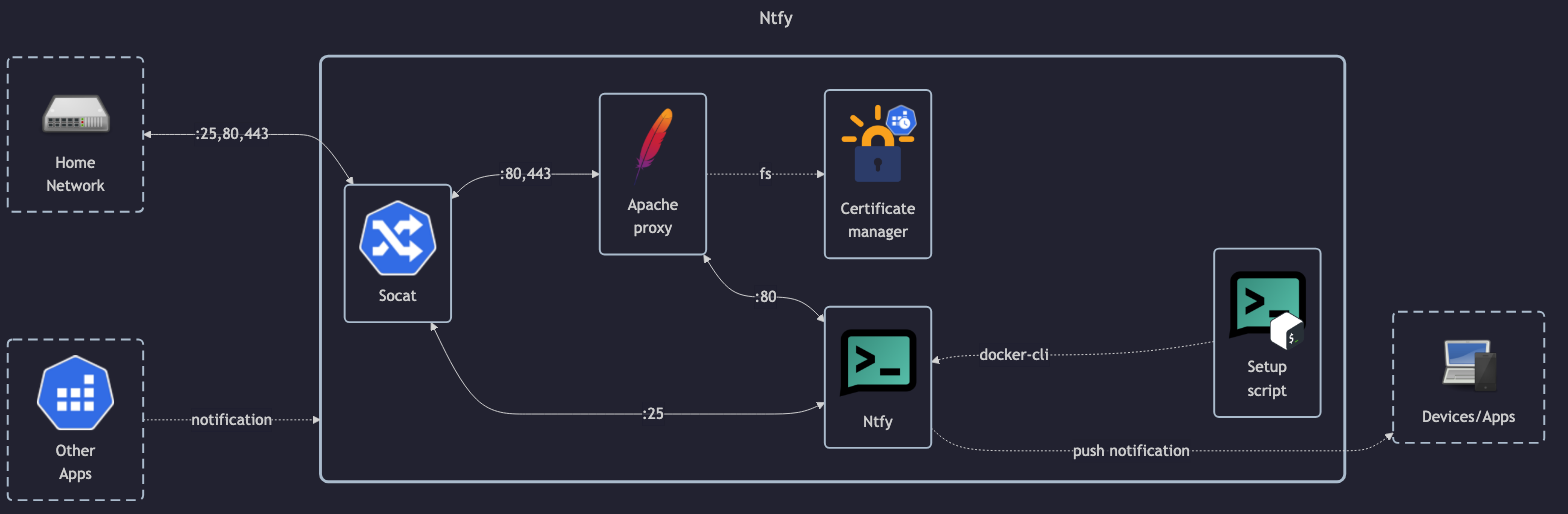 Ntfy
Home
Network
:25,80,443
Socat
:80,443
Apache
proxy
fs
Certificate
manager
:80
:25
Ntfy
docker-cli
Setup
script
Other
Apps
notification
push notification
Devices/Apps